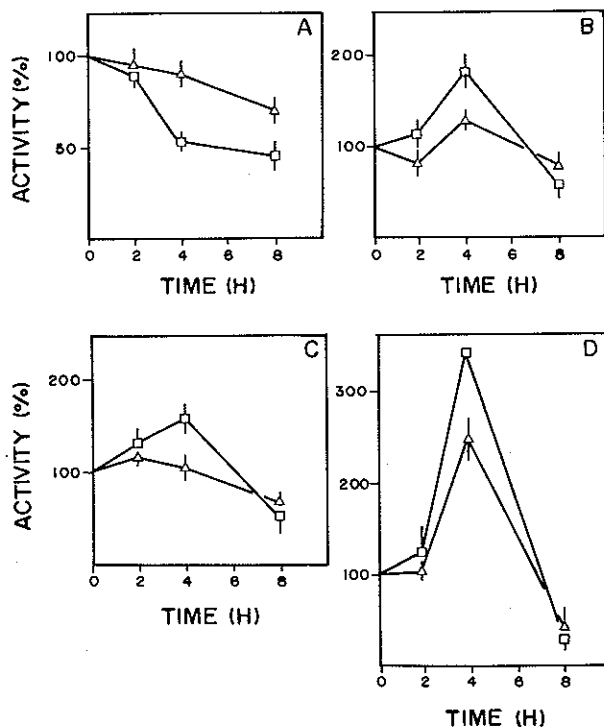 A
ACTIVITY (%)
100
50
0 2 4 6 8
TIME (H)
B
200
100
0 2 4 6 8
TIME (H)
C
ACTIVITY (%)
200
100
0 2 4 6 8
TIME (H)
D
300
200
100
0 2 4 6 8
TIME (H)